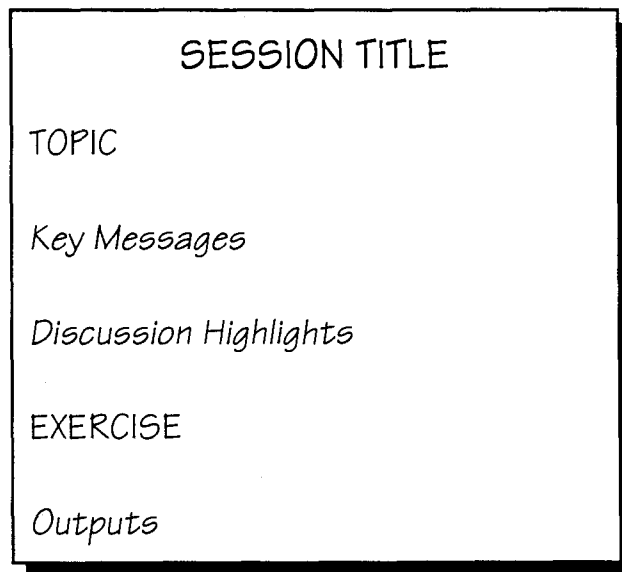 SESSION TITLE
TOPIC
Key Messages
Discussion Highlights
EXERCISE
Outputs